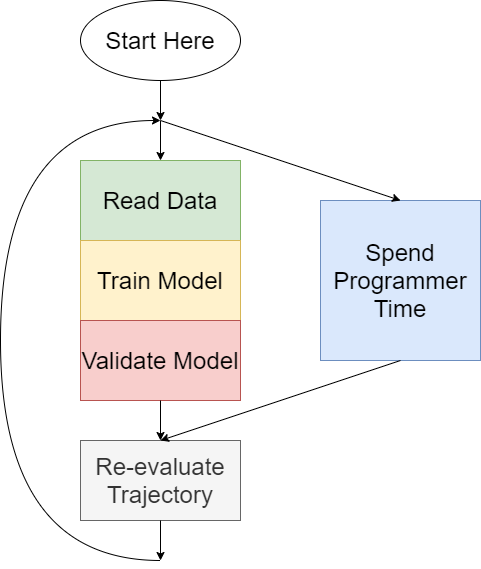 Start Here
Read Data
Train Model
Validate Model
Spend
Programmer
Time
Re-evaluate
Trajectory